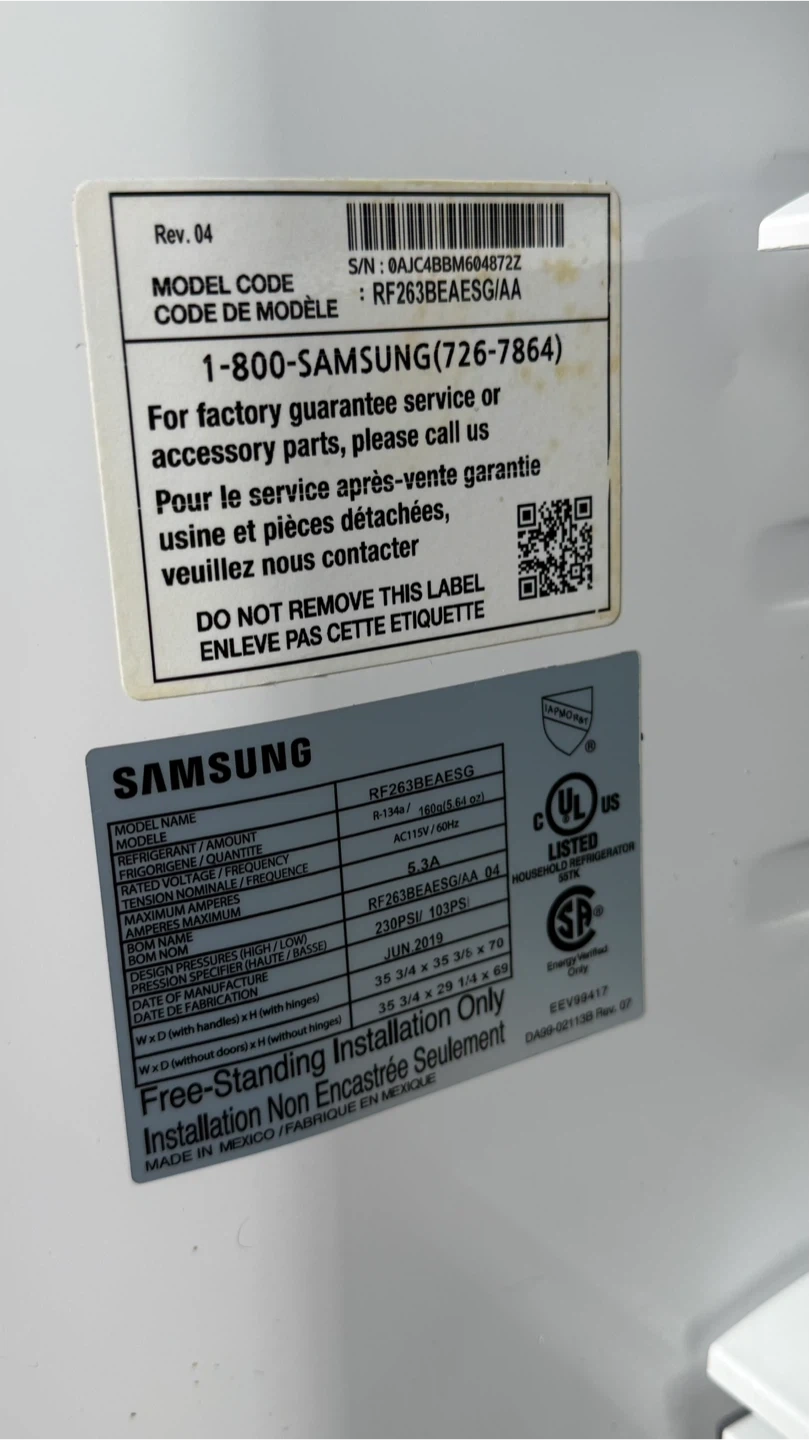 Rev. 04
S/N : 0AJC4BBM604872Z
MODEL CODE
CODE DE MODÈLE : RF263BEAESG/AA
1-800-SAMSUNG(726-7864)
For factory guarantee service or
accessory parts, please call us
Pour le service après-vente garantie
usine et pièces détachées,
veuillez nous contacter
DO NOT REMOVE THIS LABEL
ENLEVE PAS CETTE ETIQUETTE
SAMSUNG
IAPMO R&T
®
MODEL NAME
MODELE
RF263BEAESG
REFRIGERANT / AMOUNT
FRIGORIGENE / QUANTITE
R-134a / 160g(5.64 oz)
RATED VOLTAGE / FREQUENCY
TENSION NOMINALE / FREQUENCE
AC115V / 60Hz
MAXIMUM AMPERES
AMPERES MAXIMUM
5.3A
BOM NAME
BOM NOM
RF263BEAESG/AA 04
DESIGN PRESSURES (HIGH / LOW)
PRESSION SPECIFIER (HAUTE / BASSE)
230PSI/ 103PSI
DATE OF MANUFACTURE
DATE DE FABRICATION
JUN.2019
W x D (with handles) x H (with hinges)
35 3/4 x 35 3/8 x 70
W x D (without doors) x H (without hinges)
35 3/4 x 29 1/4 x 69
C UL US
LISTED
HOUSEHOLD REFRIGERATOR
55TK
SA ®
Energy Verified
Only
EEV99417
DA99-02113B Rev. 07
Free-Standing Installation Only
Installation Non Encastrée Seulement
MADE IN MEXICO / FABRIQUE EN MEXIQUE